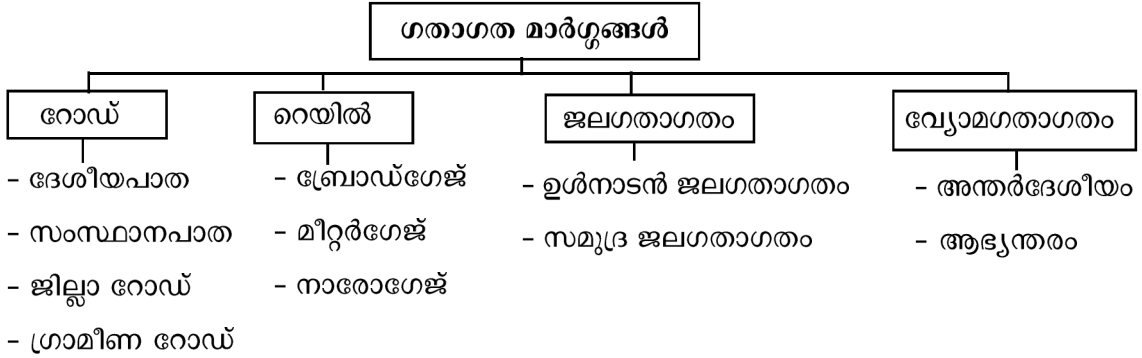 ഗതാഗത മാർഗ്ഗങ്ങൾ
റോഡ്
– ദേശീയപാത
– സംസ്ഥാനപാത
– ജില്ലാ റോഡ്
– ഗ്രാമീണ റോഡ്
റെയിൽ
– ബ്രോഡ്ഗേജ്
– മീറ്റർഗേജ്
– നാരോഗേജ്
ജലഗതാഗതം
– ഉൾനാടൻ ജലഗതാഗതം
– സമുദ്ര ജലഗതാഗതം
വ്യോമഗതാഗതം
– അന്തർദേശീയം
– ആഭ്യന്തരം